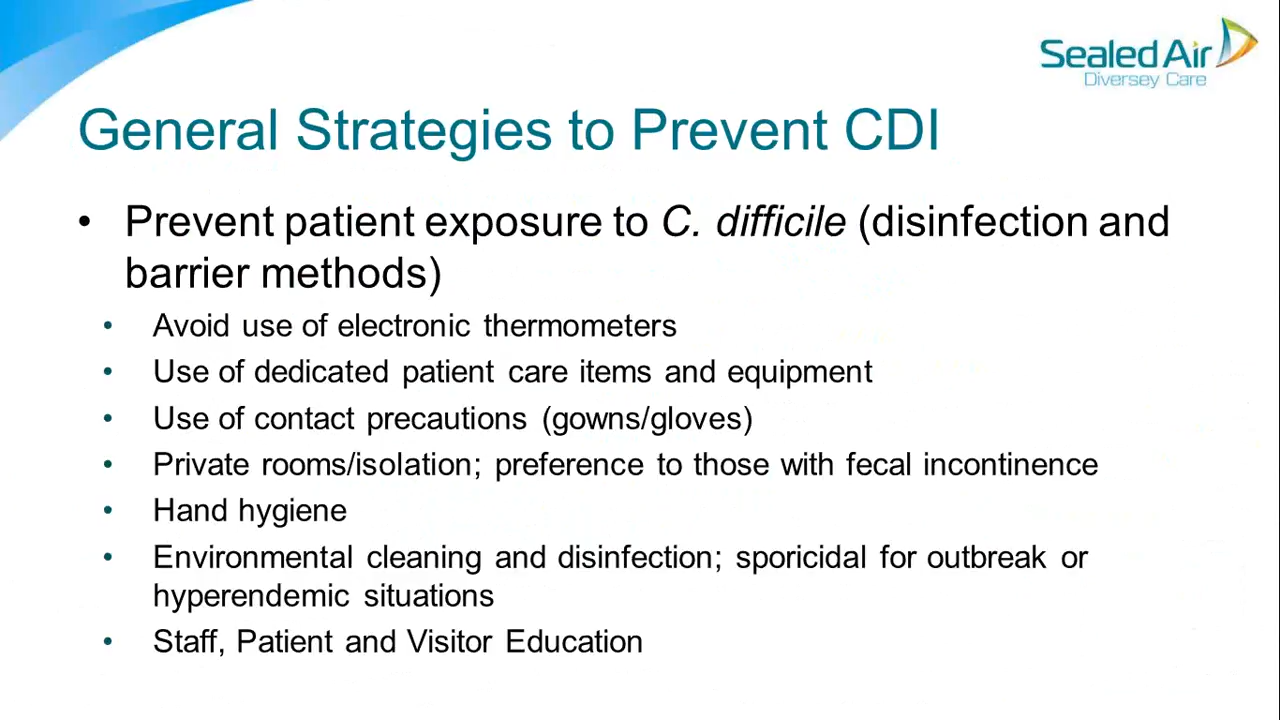 Sealed Air
Diversey Care
General Strategies to Prevent CDI
• Prevent patient exposure to C. difficile (disinfection and
barrier methods)
• Avoid use of electronic thermometers
• Use of dedicated patient care items and equipment
• Use of contact precautions (gowns/gloves)
• Private rooms/isolation; preference to those with fecal incontinence
• Hand hygiene
• Environmental cleaning and disinfection; sporicidal for outbreak or
hyperendemic situations
• Staff, Patient and Visitor Education